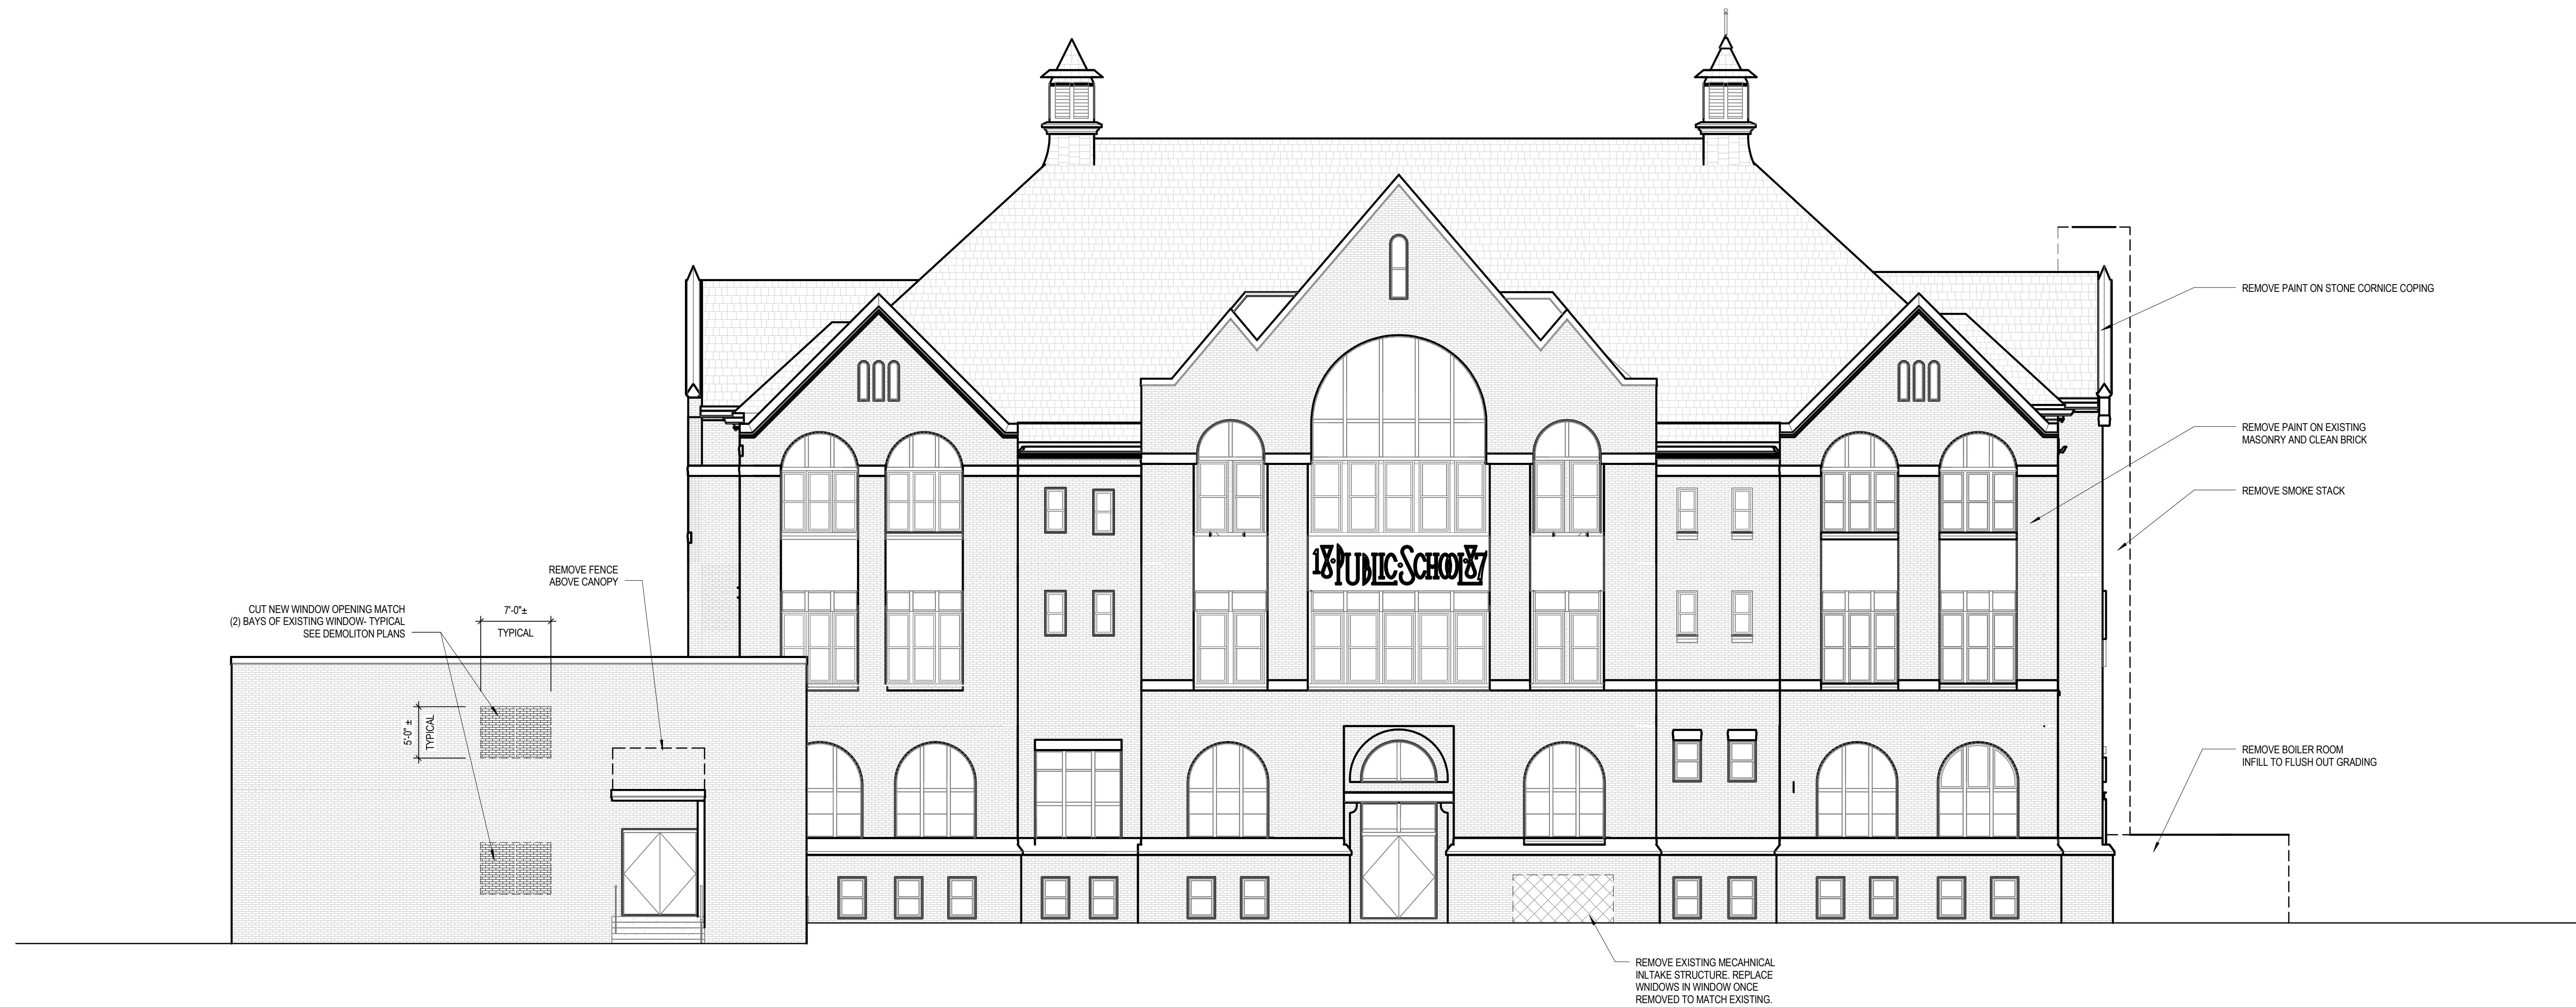 REMOVE PAINT ON STONE CORNICE COPING
REMOVE PAINT ON EXISTING
MASONRY AND CLEAN BRICK
REMOVE SMOKE STACK
18·PUBLIC·SCHOOL·87
REMOVE FENCE
ABOVE CANOPY
CUT NEW WINDOW OPENING MATCH
(2) BAYS OF EXISTING WINDOW- TYPICAL
SEE DEMOLITON PLANS
7'-0"±
TYPICAL
5'-0" ±
TYPICAL
REMOVE BOILER ROOM
INFILL TO FLUSH OUT GRADING
REMOVE EXISTING MECAHNICAL
INLTAKE STRUCTURE. REPLACE
WNIDOWS IN WINDOW ONCE
REMOVED TO MATCH EXISTING.